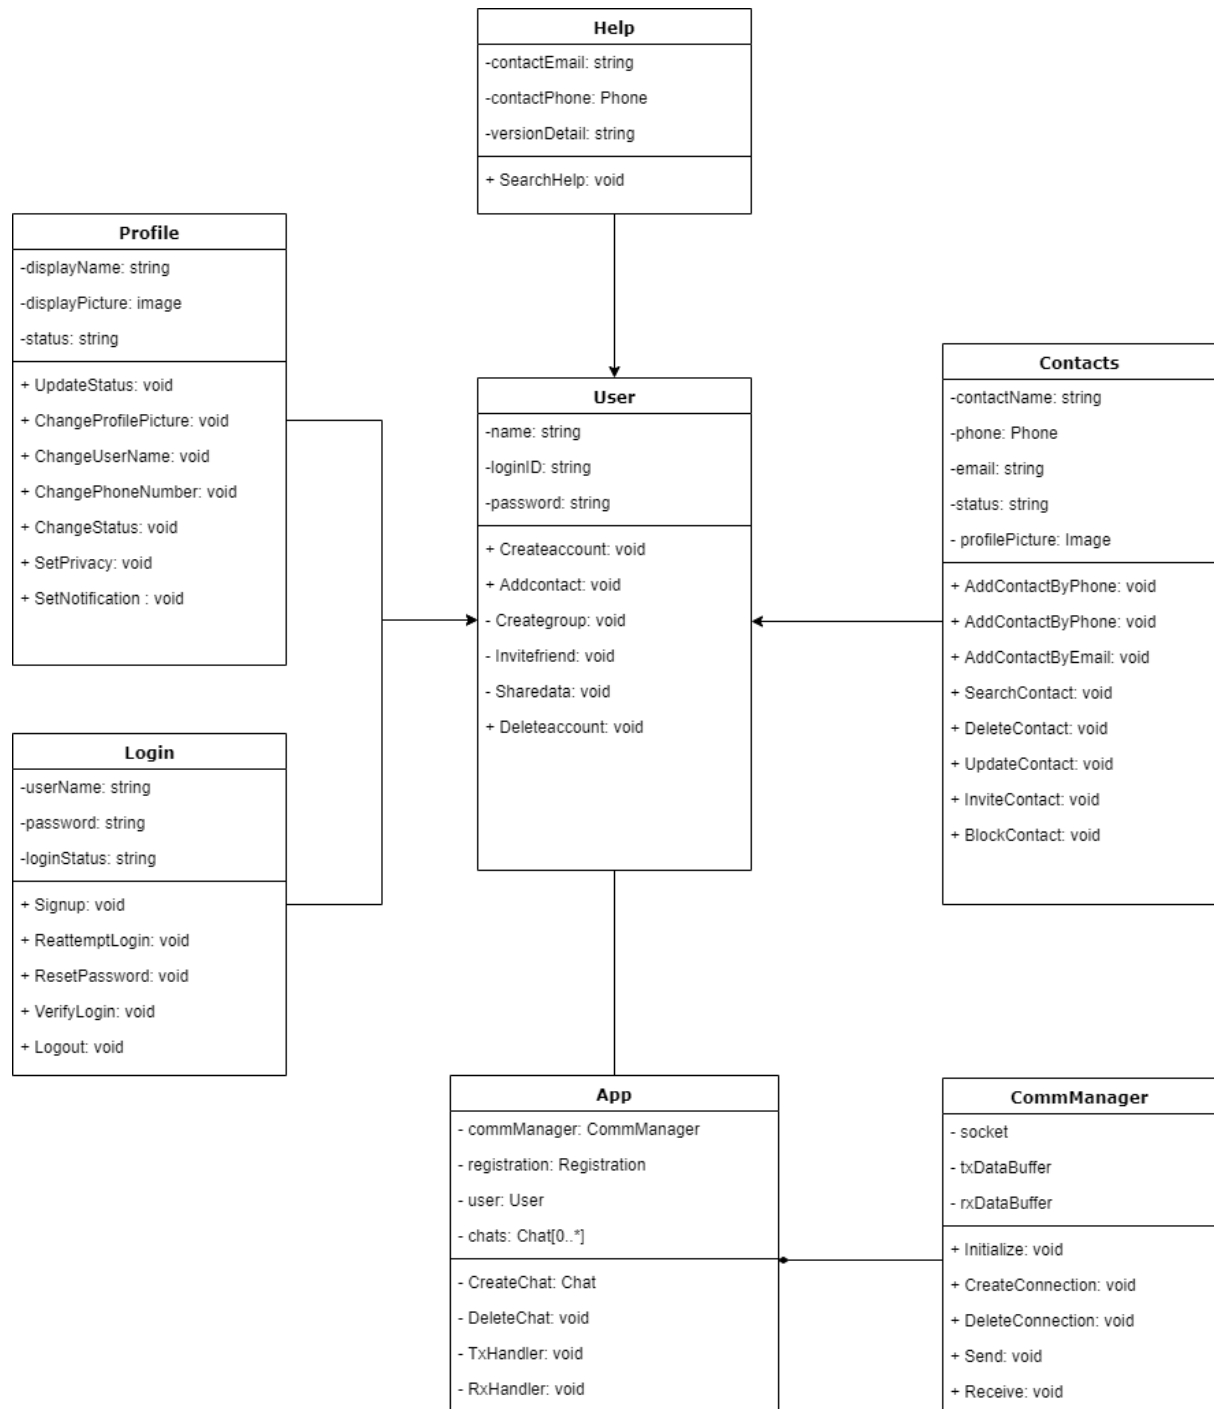 Help
-contactEmail: string
-contactPhone: Phone
-versionDetail: string
+ SearchHelp: void
Profile
-displayName: string
-displayPicture: image
-status: string
+ UpdateStatus: void
+ ChangeProfilePicture: void
+ ChangeUserName: void
+ ChangePhoneNumber: void
+ ChangeStatus: void
+ SetPrivacy: void
+ SetNotification : void
User
-name: string
-loginID: string
-password: string
+ Createaccount: void
+ Addcontact: void
- Creategroup: void
- Invitefriend: void
- Sharedata: void
+ Deleteaccount: void
Contacts
-contactName: string
-phone: Phone
-email: string
-status: string
- profilePicture: Image
+ AddContactByPhone: void
+ AddContactByPhone: void
+ AddContactByEmail: void
+ SearchContact: void
+ DeleteContact: void
+ UpdateContact: void
+ InviteContact: void
+ BlockContact: void
Login
-userName: string
-password: string
-loginStatus: string
+ Signup: void
+ ReattemptLogin: void
+ ResetPassword: void
+ VerifyLogin: void
+ Logout: void
App
- commManager: CommManager
- registration: Registration
- user: User
- chats: Chat[0..*]
- CreateChat: Chat
- DeleteChat: void
- TxHandler: void
- RxHandler: void
CommManager
- socket
- txDataBuffer
- rxDataBuffer
+ Initialize: void
+ CreateConnection: void
+ DeleteConnection: void
+ Send: void
+ Receive: void